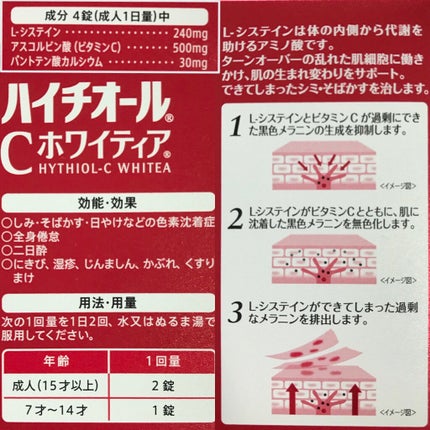 成分 4錠(成人1日量)中
L-システイン 240mg
アスコルビン酸(ビタミンC) 500mg
パントテン酸カルシウム 30mg
ハイチオール®
Cホワイティア®
HYTHIOL-C WHITEA
効能・効果
○しみ・そばかす・日やけなどの色素沈着症
○全身倦怠
○二日酔
○にきび、湿疹、じんましん、かぶれ、くすり
まけ
用法・用量
次の1回量を1日2回、水又はぬるま湯で
服用してください。
年齢 1回量
成人(15才以上) 2錠
7才〜14才 1錠
L-システインは体の内側から代謝を
助けるアミノ酸です。
ターンオーバーの乱れた肌細胞に働き
かけ、肌の生まれ変わりをサポート。
できてしまったシミ・そばかすを治します。
1 L-システインとビタミンCが過剰にでき
た黒色メラニンの生成を抑制します。
<イメージ図>
2 L-システインがビタミンCとともに、肌に
沈着した黒色メラニンを無色化します。
<イメージ図>
3 L-システインができてしまった過剰
なメラニンを排出します。
<イメージ図>